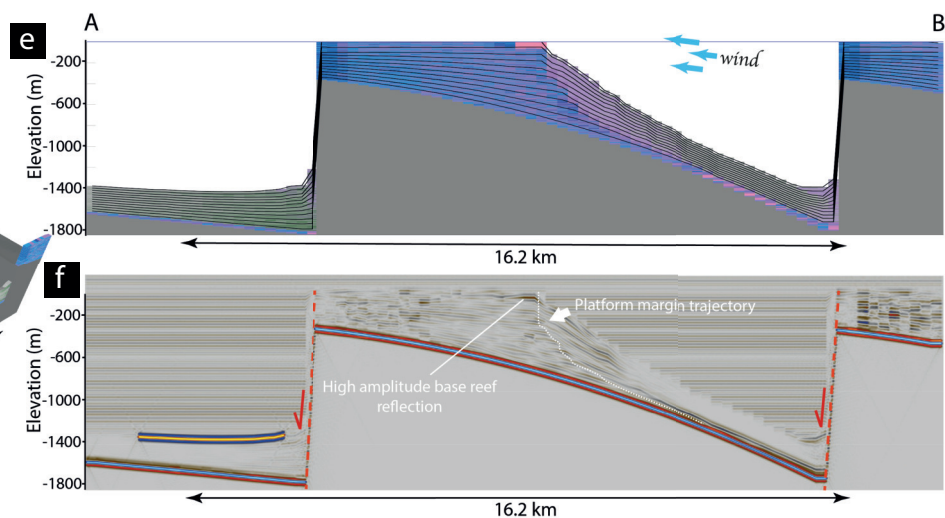 e
A
B
wind
Elevation (m)
-200
-600
-1000
-1400
-1800
16.2 km
f
Platform margin trajectory
High amplitude base reef
reflection
Elevation (m)
-200
-600
-1000
-1400
-1800
16.2 km